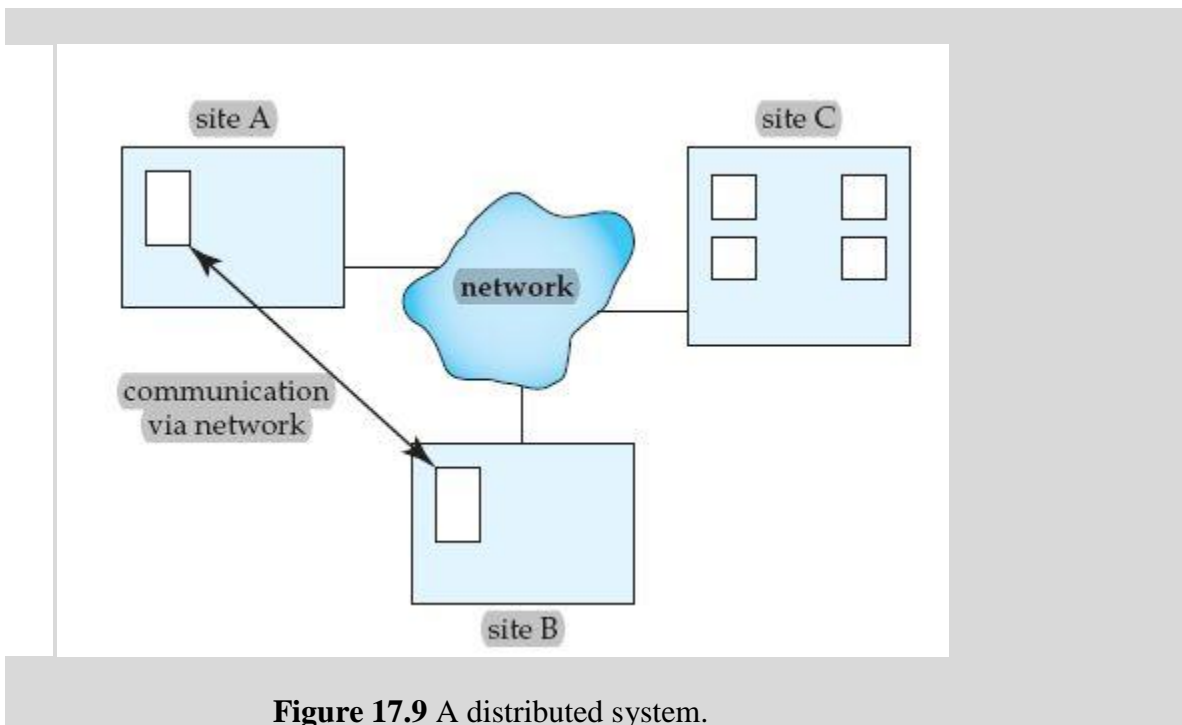 site A
site C
network
communication
via network
site B
Figure 17.9 A distributed system.